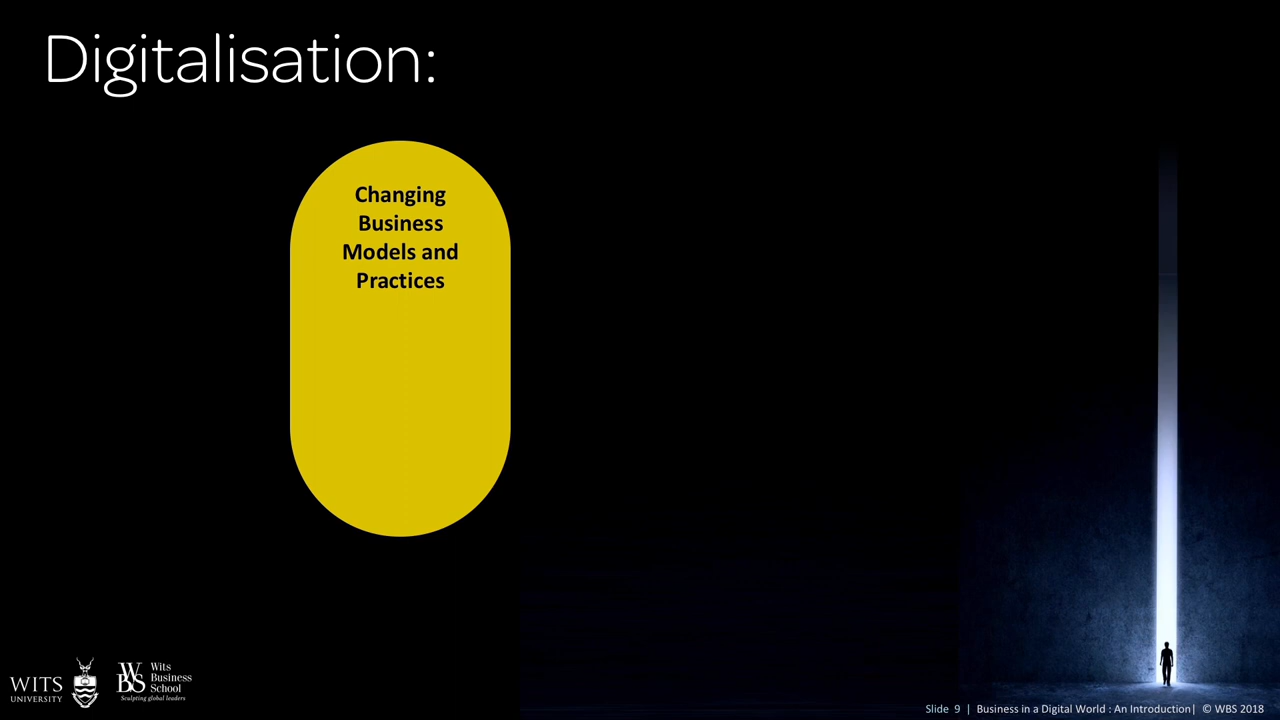 Digitalisation:
Changing
Business
Models and
Practices
WITS
UNIVERSITY
WBS
Wits
Business
School
Sculpting global leaders
Slide 9 | Business in a Digital World : An Introduction| © WBS 2018